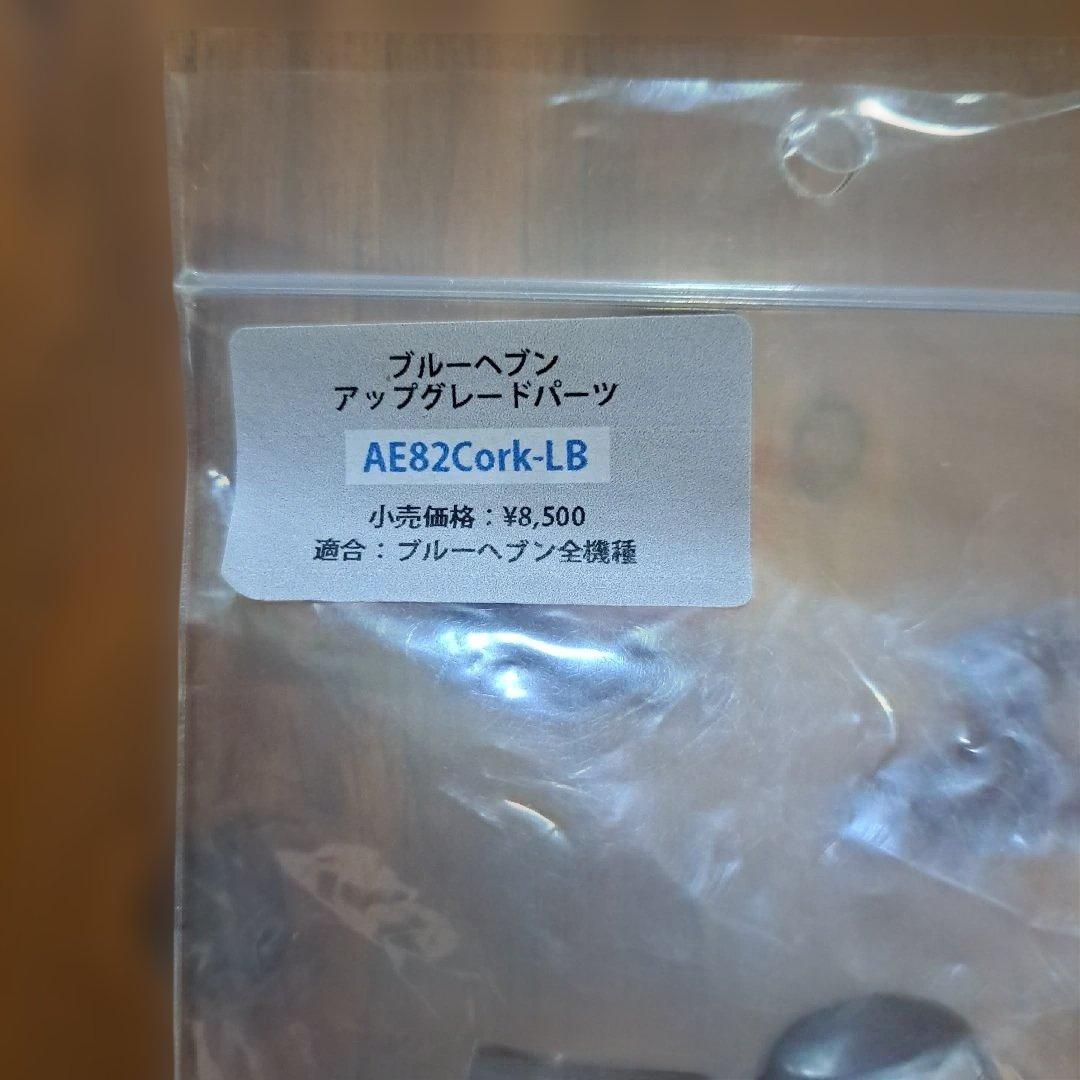 ブルーヘブン
アップグレードパーツ
AE82Cork-LB
小売価格：¥8,500
適合：ブルーヘブン全機種